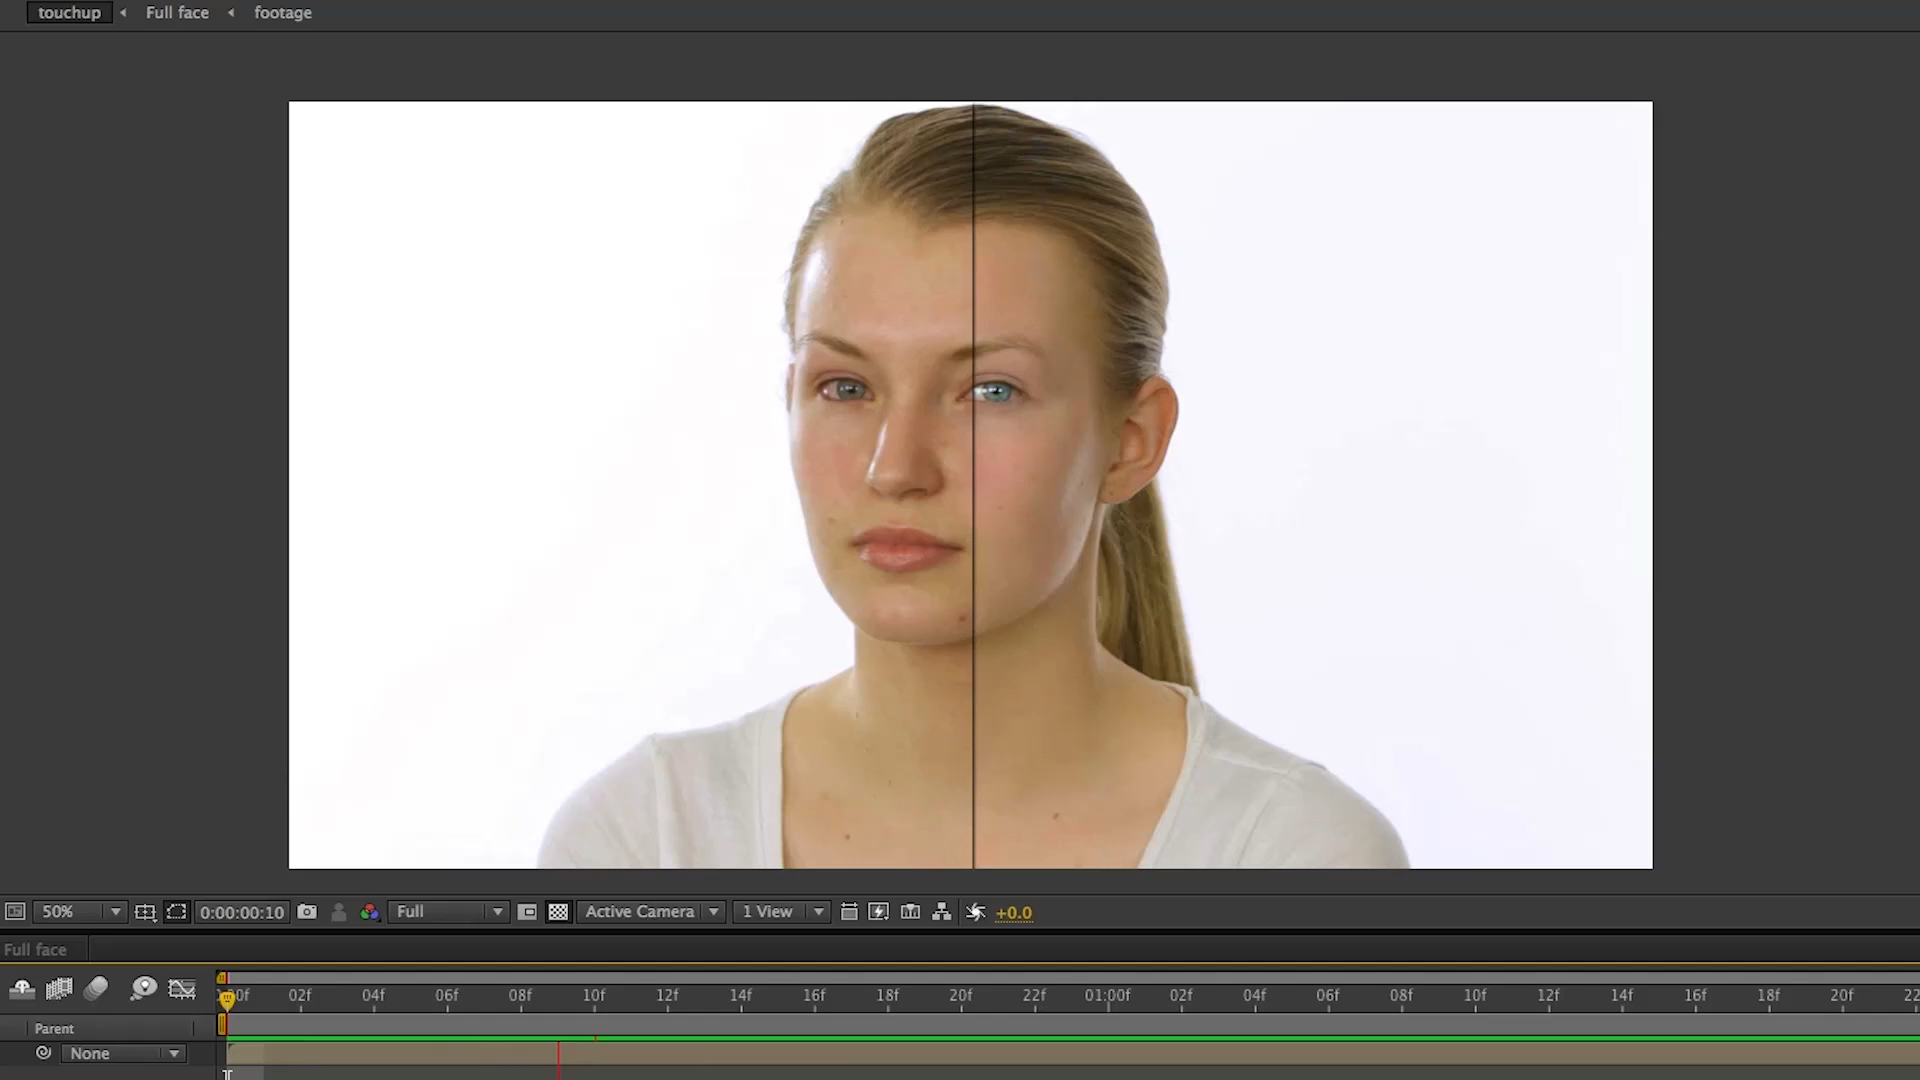 touchup Full face footage
50% 0:00:00:10 Full Active Camera 1 View +0.0
Full face
02f 04f 06f 08f 10f 12f 14f 16f 18f 20f 22f 01:00f 02f 04f 06f 08f 10f 12f 14f 16f 18f 20f
Parent
None